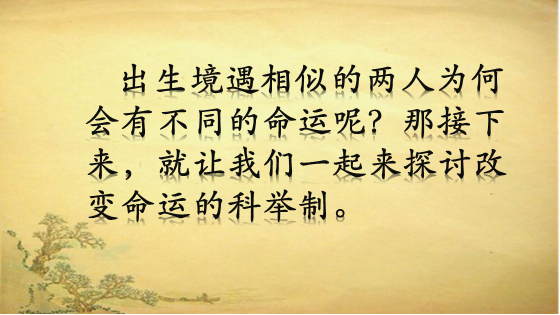 出生境遇相似的两人为何
会有不同的命运呢？那接下
来，就让我们一起来探讨改
变命运的科举制。